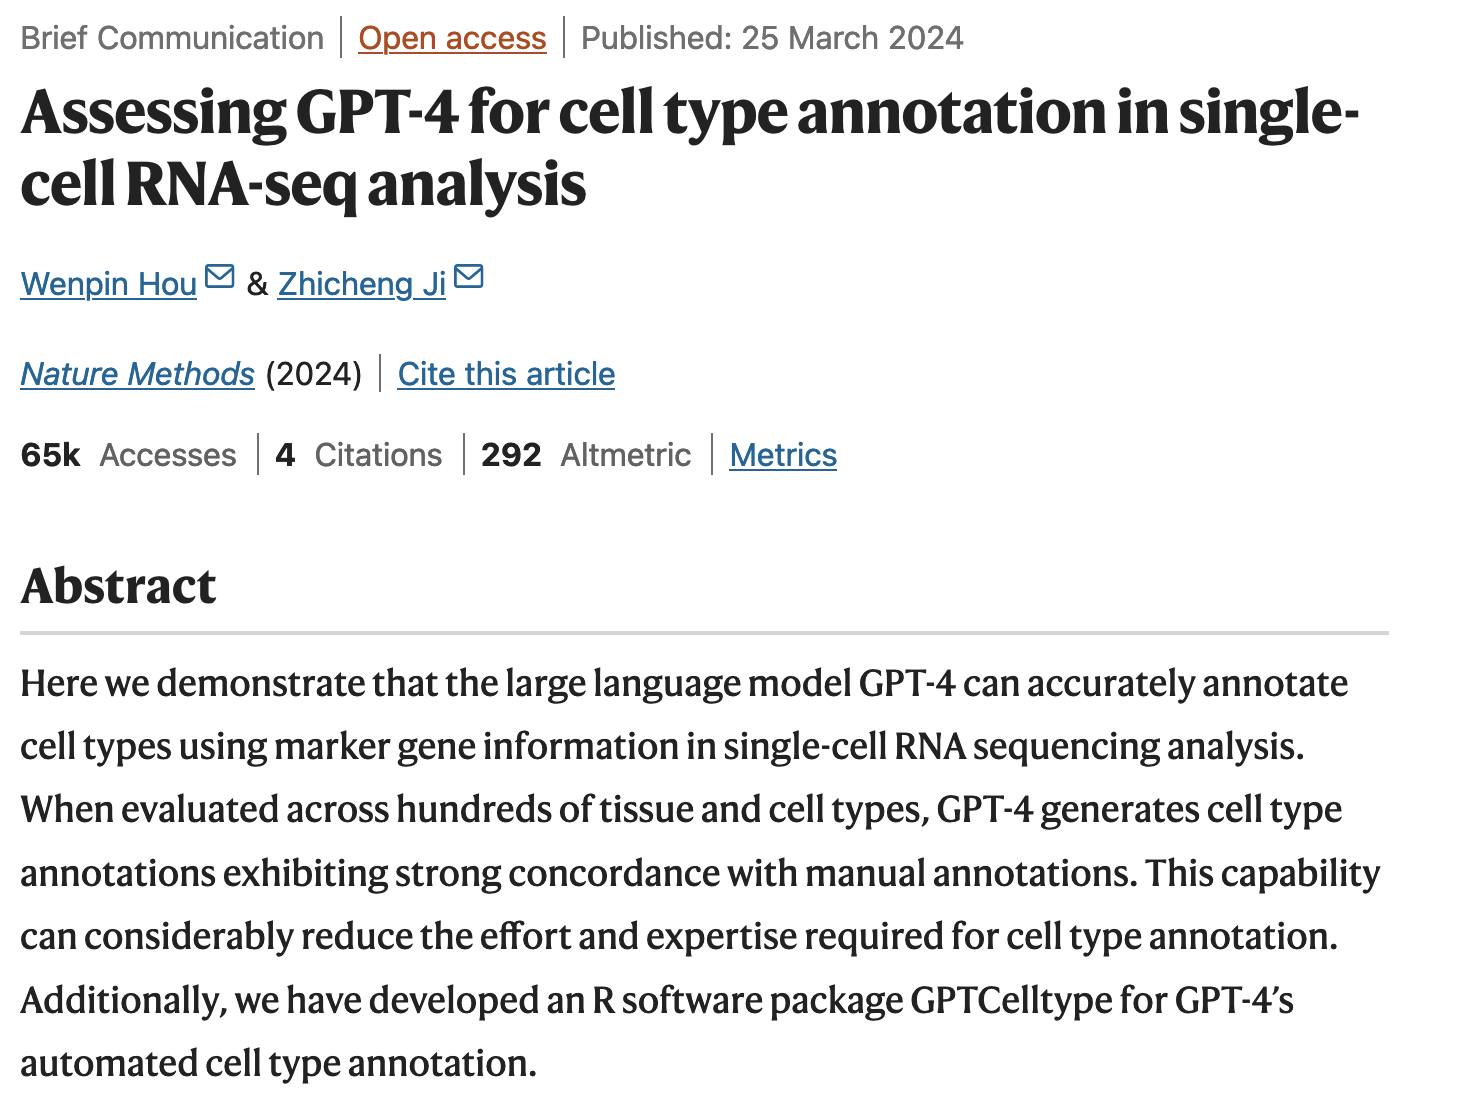 Brief Communication | Open access | Published: 25 March 2024
Assessing GPT-4 for cell type annotation in single-
cell RNA-seq analysis
Wenpin Hou & Zhicheng Ji
Nature Methods (2024) | Cite this article
65k Accesses | 4 Citations | 292 Altmetric | Metrics
Abstract
Here we demonstrate that the large language model GPT-4 can accurately annotate
cell types using marker gene information in single-cell RNA sequencing analysis.
When evaluated across hundreds of tissue and cell types, GPT-4 generates cell type
annotations exhibiting strong concordance with manual annotations. This capability
can considerably reduce the effort and expertise required for cell type annotation.
Additionally, we have developed an R software package GPTCelltype for GPT-4’s
automated cell type annotation.